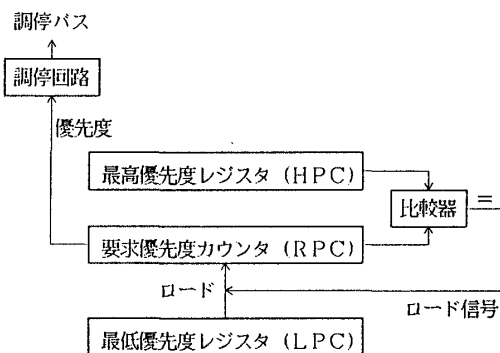 調停バス
調停回路
優先度
最高優先度レジスタ (HPC)
比較器
=
要求優先度カウンタ (RPC)
ロード
ロード信号
最低優先度レジスタ (LPC)